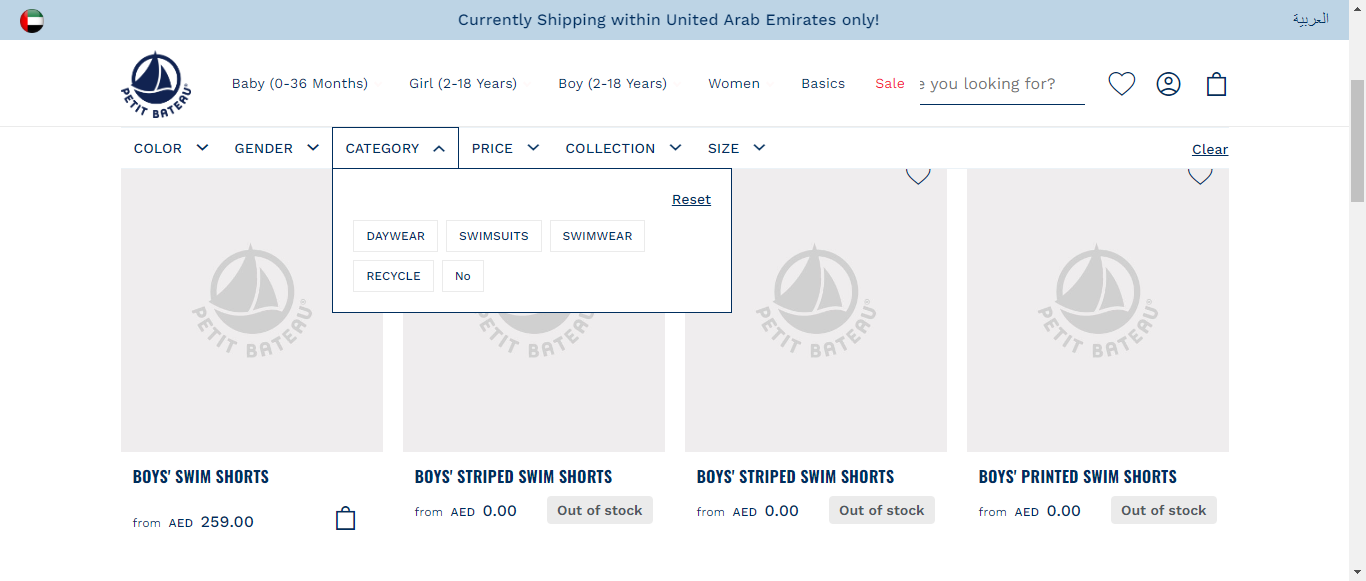 Currently Shipping within United Arab Emirates only!
العربية
PETIT BATEAU®
Baby (0-36 Months)
Girl (2-18 Years)
Boy (2-18 Years)
Women
Basics
Sale
e you looking for?
COLOR
GENDER
CATEGORY
PRICE
COLLECTION
SIZE
Clear
Reset
DAYWEAR
SWIMSUITS
SWIMWEAR
RECYCLE
No
PETIT BATEAU®
PETIT BATEAU
PETIT BATEAU®
PETIT BATEAU®
BOYS' SWIM SHORTS
from AED 259.00
BOYS' STRIPED SWIM SHORTS
from AED 0.00
Out of stock
BOYS' STRIPED SWIM SHORTS
from AED 0.00
Out of stock
BOYS' PRINTED SWIM SHORTS
from AED 0.00
Out of stock